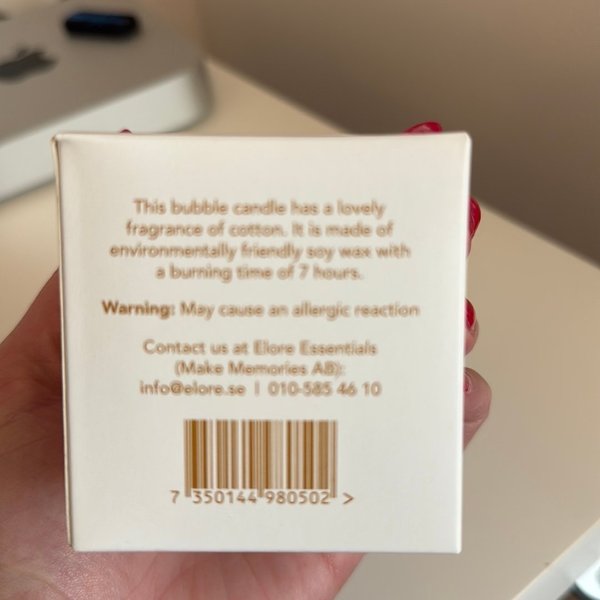 This bubble candle has a lovely
fragrance of cotton. It is made of
environmentally friendly soy wax with
a burning time of 7 hours.
Warning: May cause an allergic reaction
Contact us at Elore Essentials
(Make Memories AB):
info@elore.se | 010-585 46 10
7 350144 980502 >